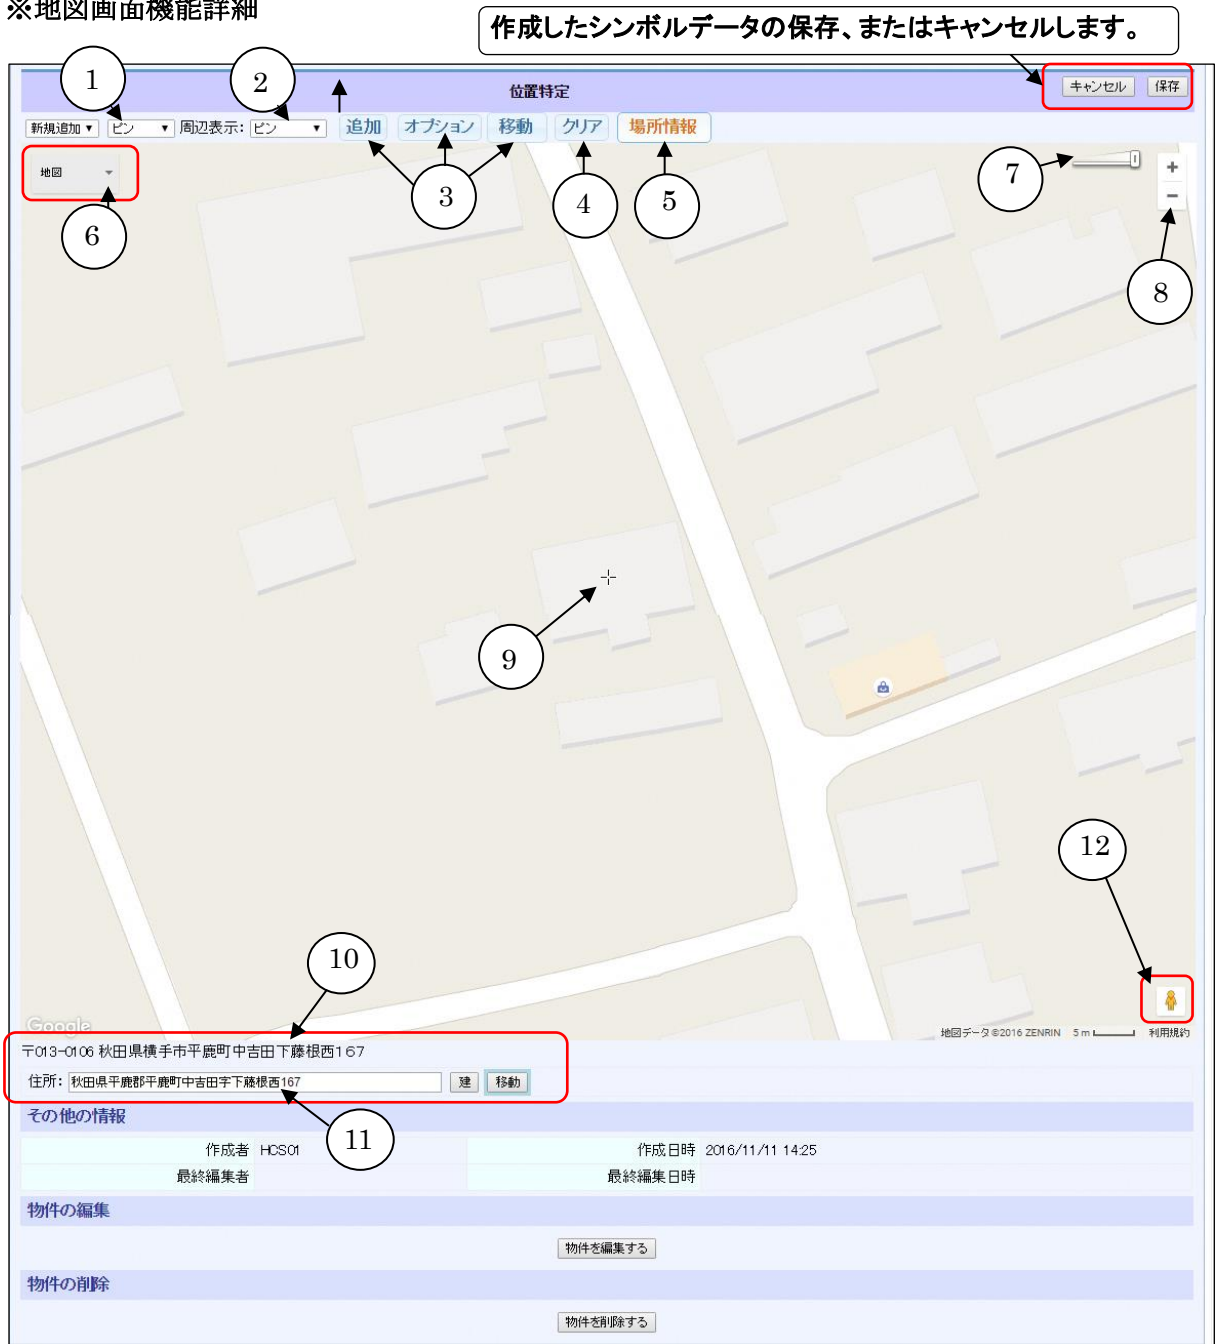 ※地図画面機能詳細
作成したシンボルデータの保存、またはキャンセルします。
1
2
位置特定
キャンセル
保存
新規追加▼
ピン ▼
周辺表示：
ピン ▼
追加
オプション
移動
クリア
場所情報
地図
3
4
5
6
7
+
−
8
9
10
12
Google
地図データ ©2016 ZENRIN 5 m 利用規約
〒013-0106 秋田県横手市平鹿町中吉田下藤根西167
住所： 秋田県平鹿郡平鹿町中吉田字下藤根西167 建 移動
11
その他の情報
作成者 HCS01 作成日時 2016/11/11 14:25
最終編集者 最終編集日時
物件の編集
物件を編集する
物件の削除
物件を削除する